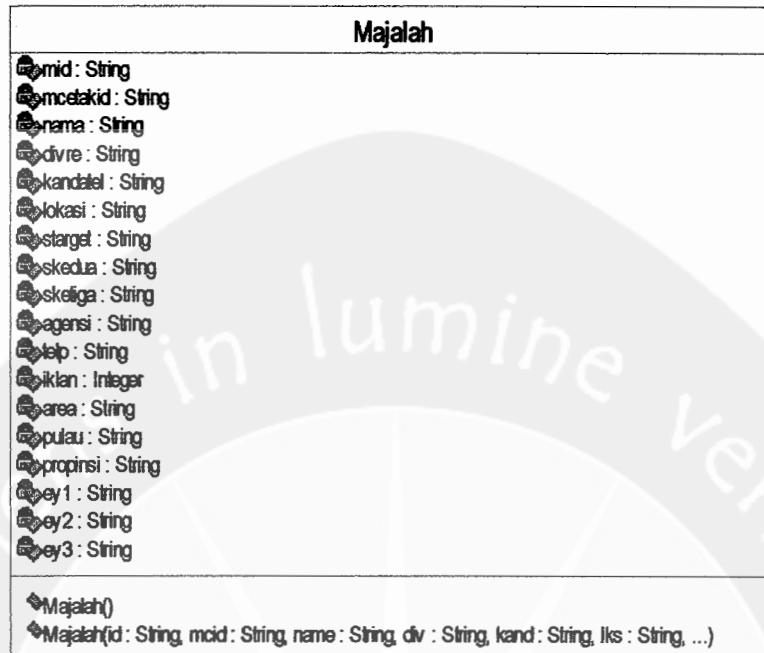 Majalah
mid : String
mcetakid : String
nama : String
divre : String
kandatel : String
lokasi : String
starget : String
skedua : String
sketiga : String
agensi : String
telp : String
iklan : Integer
area : String
pulau : String
propinsi : String
ey1 : String
ey2 : String
ey3 : String
Majalah()
Majalah(id : String, mcid : String, name : String, div : String, kand : String, lks : String, ...)
in lumine